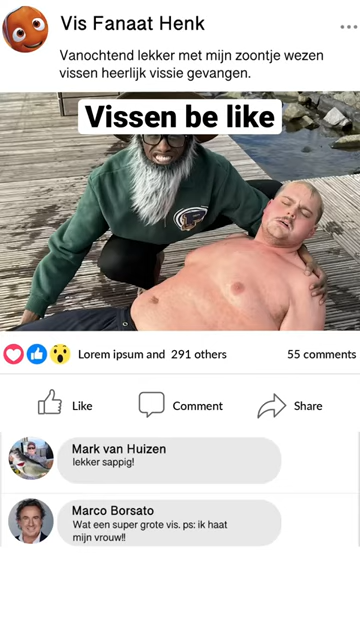 Vis Fanaat Henk
Vanochtend lekker met mijn zoontje wezen
vissen heerlijk vissie gevangen.
Vissen be like
Lorem ipsum and 291 others
55 comments
Like
Comment
Share
Mark van Huizen
lekker sappig!
Marco Borsato
Wat een super grote vis. ps: ik haat
mijn vrouw!!